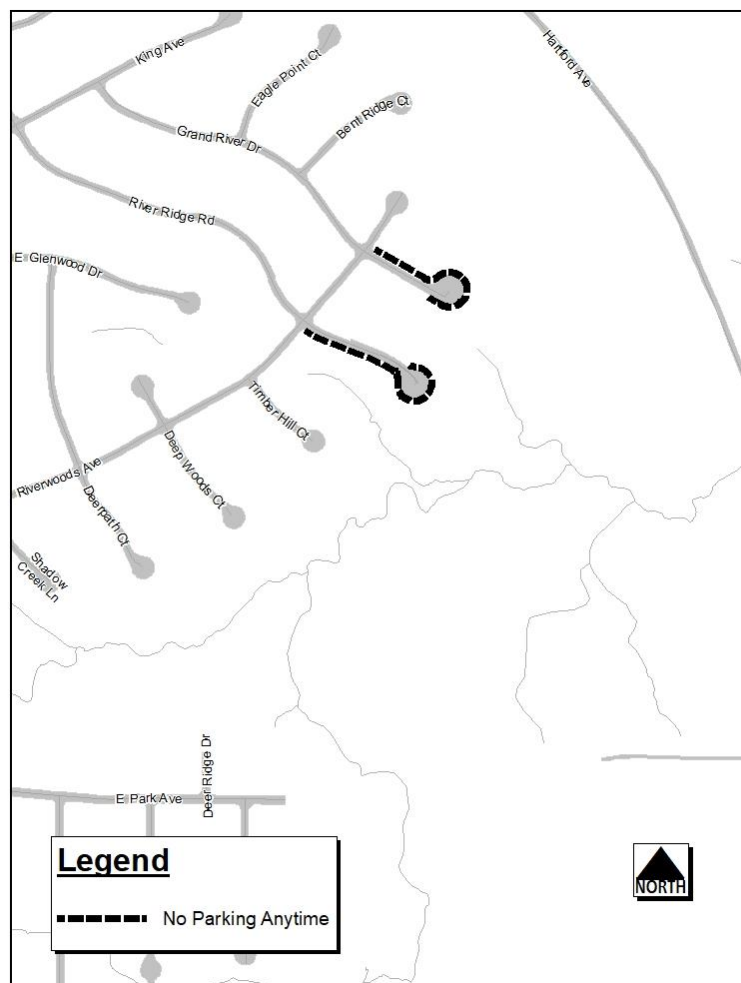 King Ave
Eagle Point Ct
Hartford Ave
Bent Ridge Ct
Grand River Dr
River Ridge Rd
E Glenwood Dr
Timber Hill Ct
Riverwoods Ave
Deep Woods Ct
Deerpath Ct
Shadow
Creek Ln
Deer Ridge Dr
E Park Ave
Legend
No Parking Anytime
NORTH